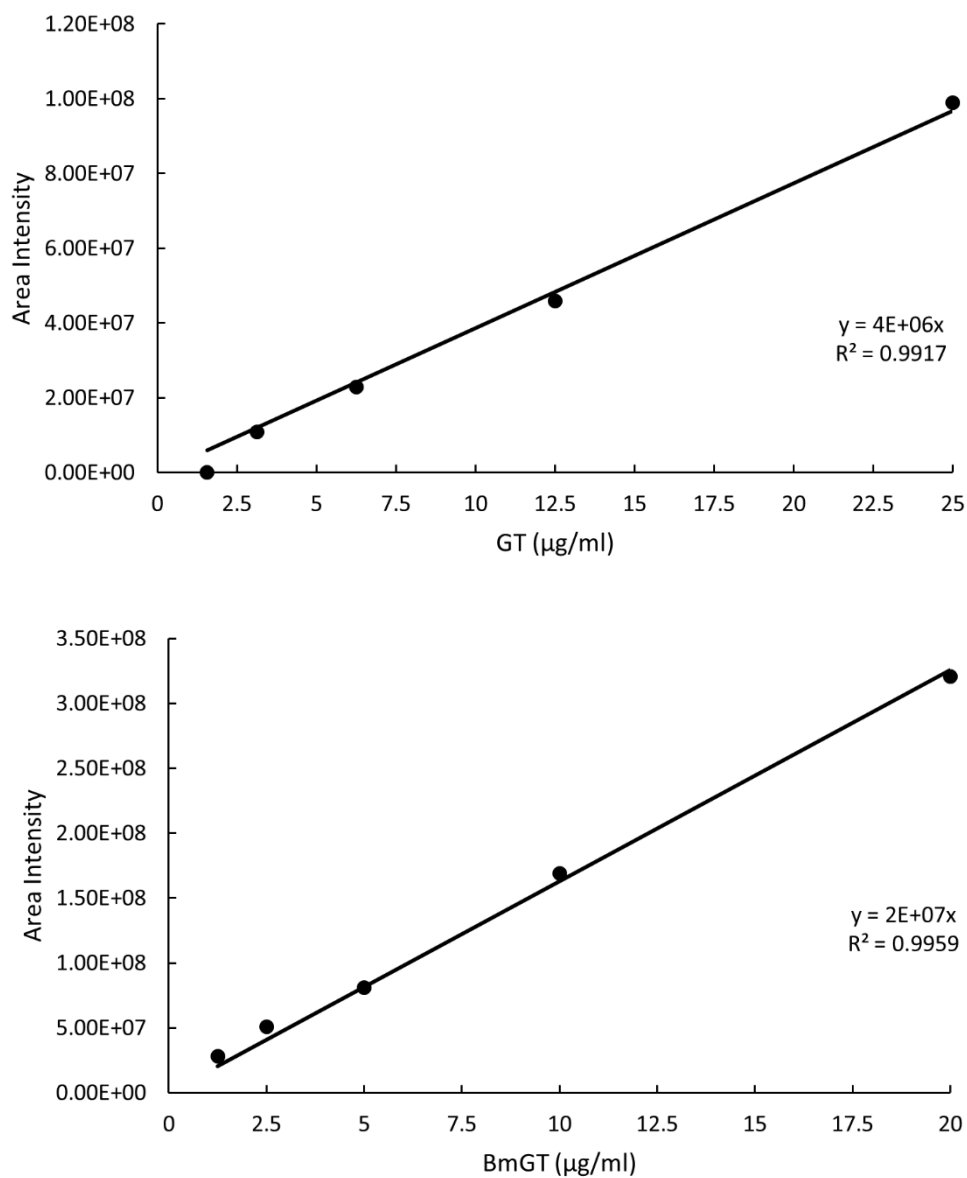 1.20E+08
1.00E+08
8.00E+07
6.00E+07
4.00E+07
2.00E+07
0.00E+00
Area Intensity
y = 4E+06x
R² = 0.9917
0 2.5 5 7.5 10 12.5 15 17.5 20 22.5 25
GT (µg/ml)
3.50E+08
3.00E+08
2.50E+08
2.00E+08
1.50E+08
1.00E+08
5.00E+07
0.00E+00
Area Intensity
y = 2E+07x
R² = 0.9959
0 2.5 5 7.5 10 12.5 15 17.5 20
BmGT (µg/ml)